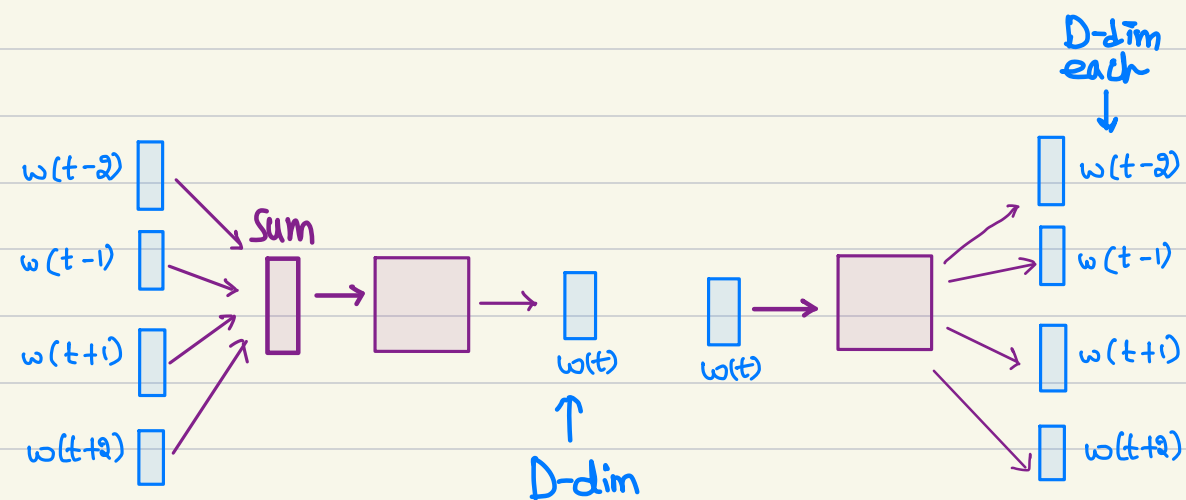 w(t-2)
w(t-1)
w(t+1)
w(t+2)
Sum
w(t)
D-dim
w(t)
D-dim
each
w(t-2)
w(t-1)
w(t+1)
w(t+2)